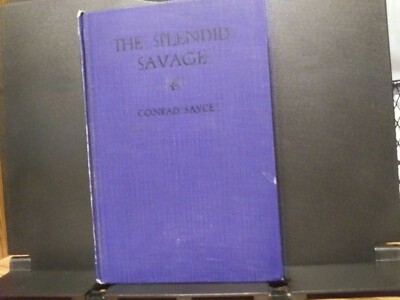 THE SPLENDID
SAVAGE
CONRAD SAYCE